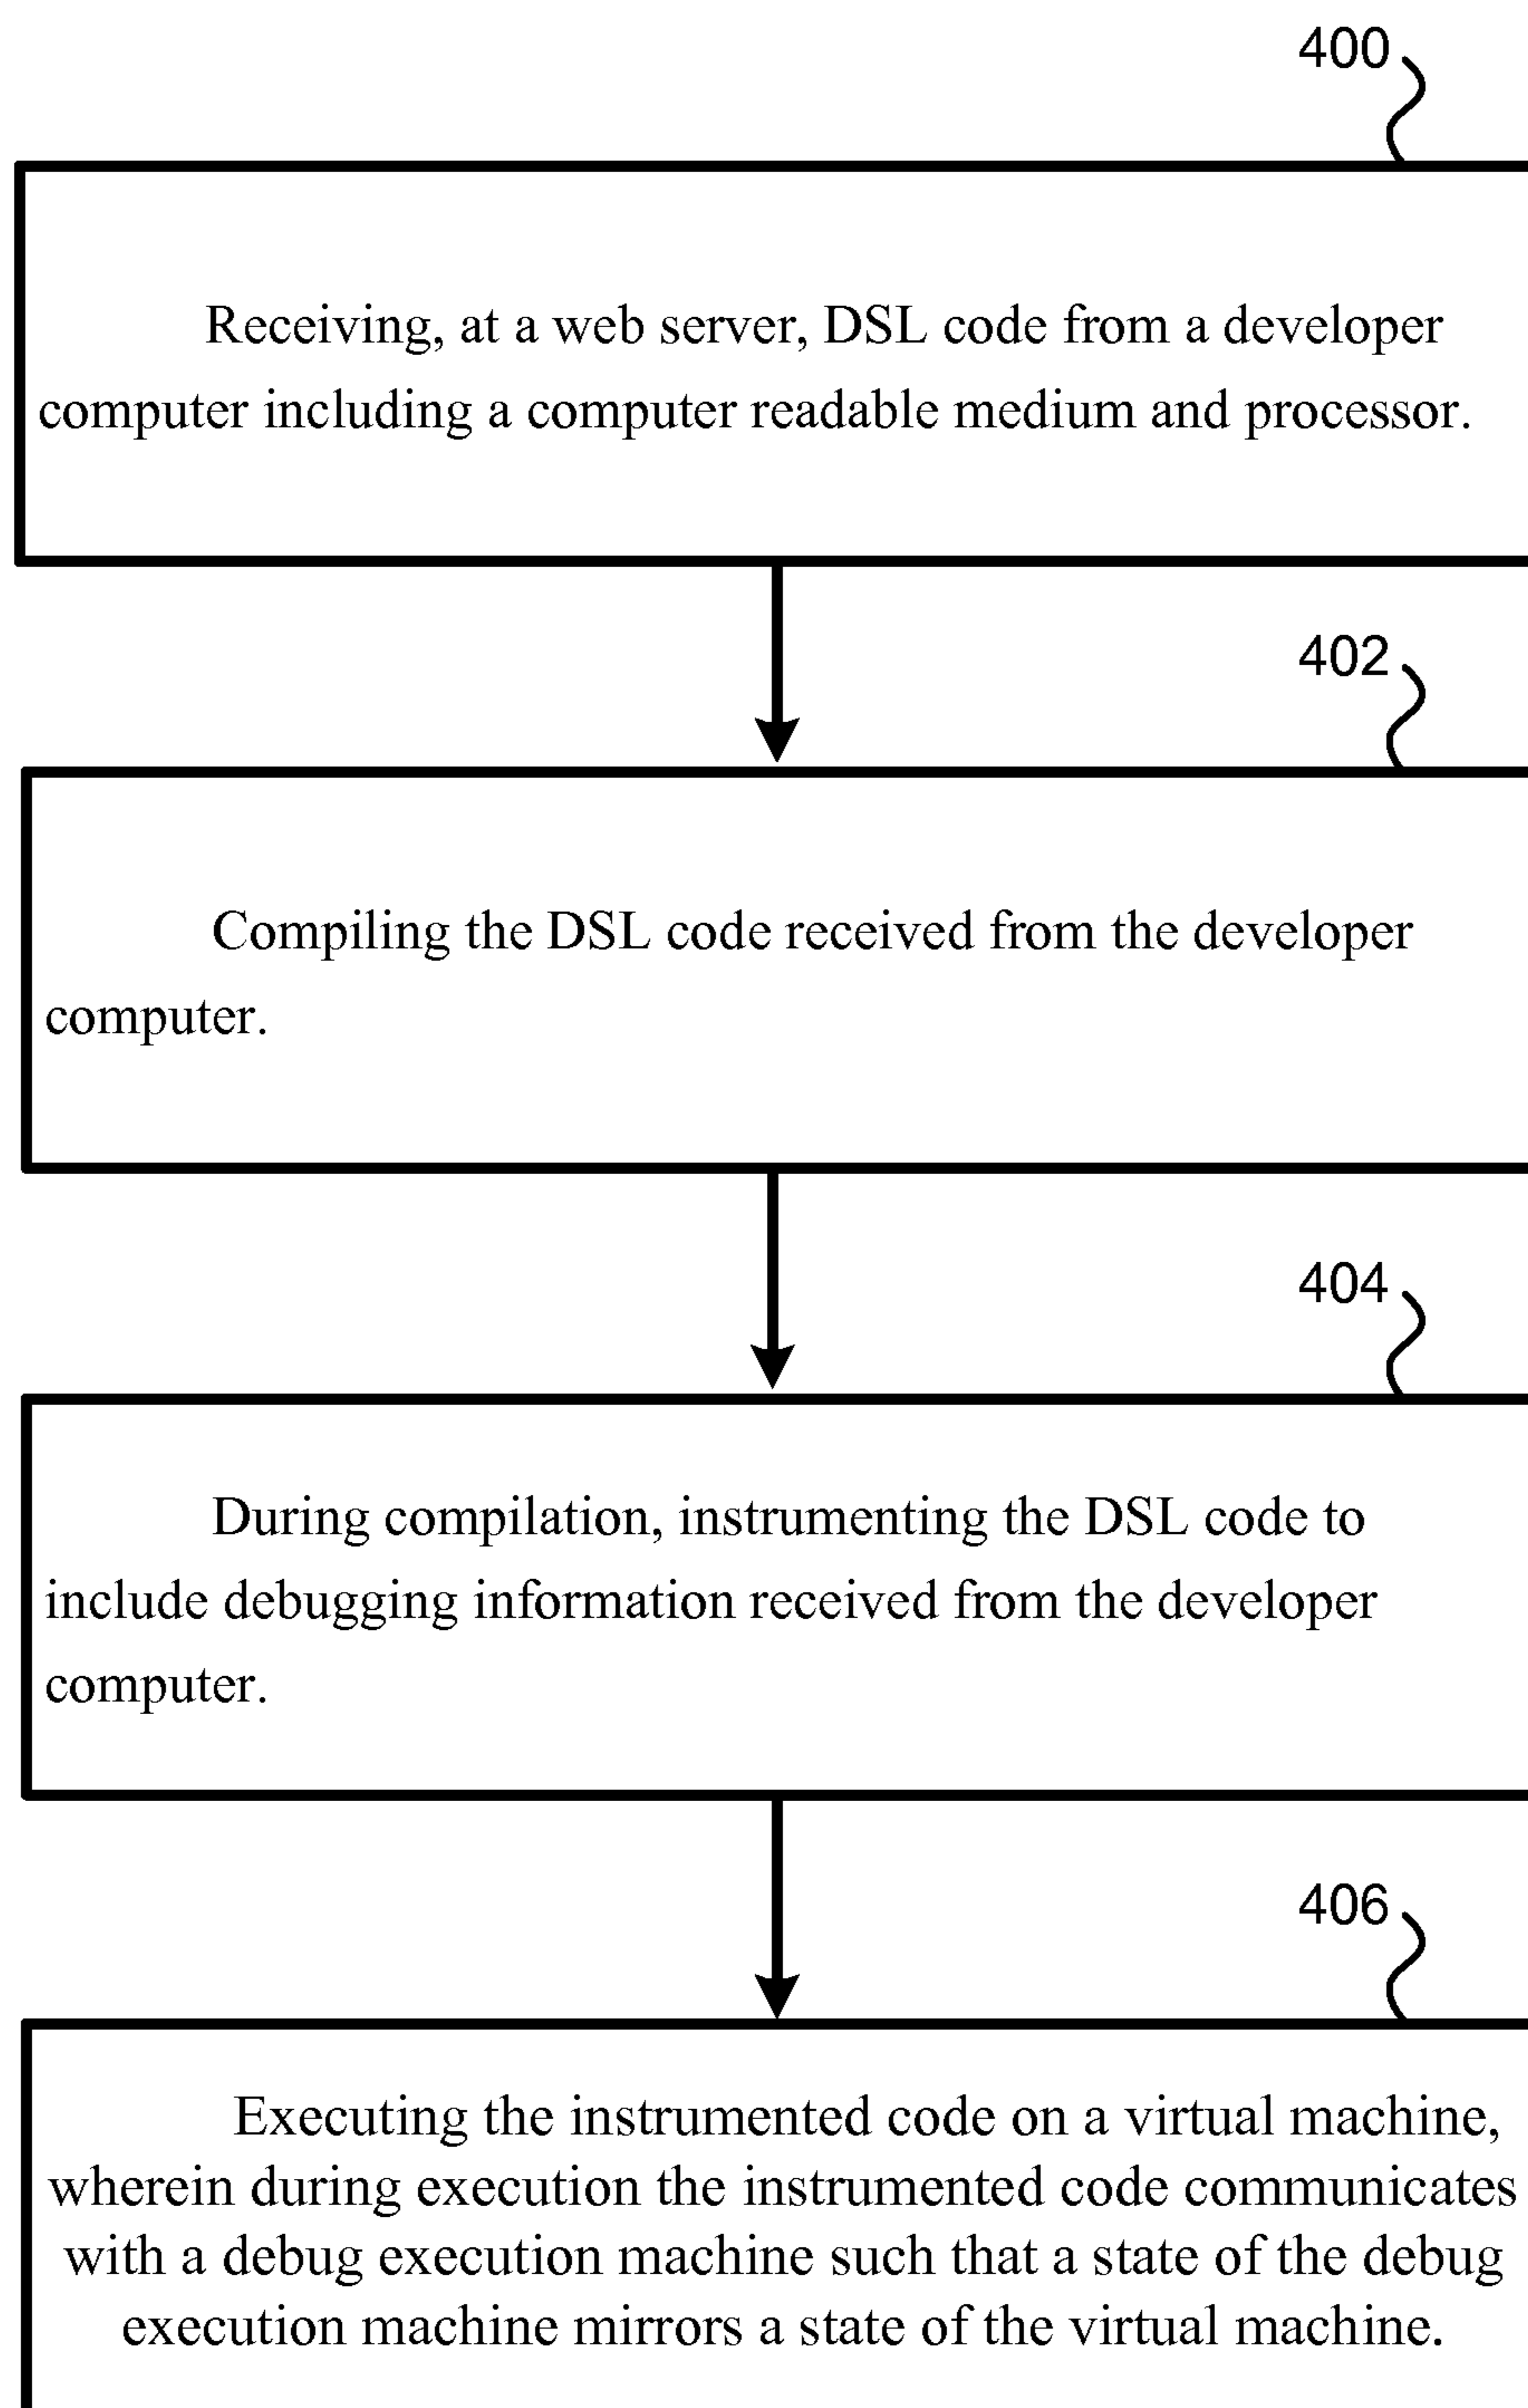 400
Receiving, at a web server, DSL code from a developer
computer including a computer readable medium and processor.
402
Compiling the DSL code received from the developer
computer.
404
During compilation, instrumenting the DSL code to
include debugging information received from the developer
computer.
406
Executing the instrumented code on a virtual machine,
wherein during execution the instrumented code communicates
with a debug execution machine such that a state of the debug
execution machine mirrors a state of the virtual machine.